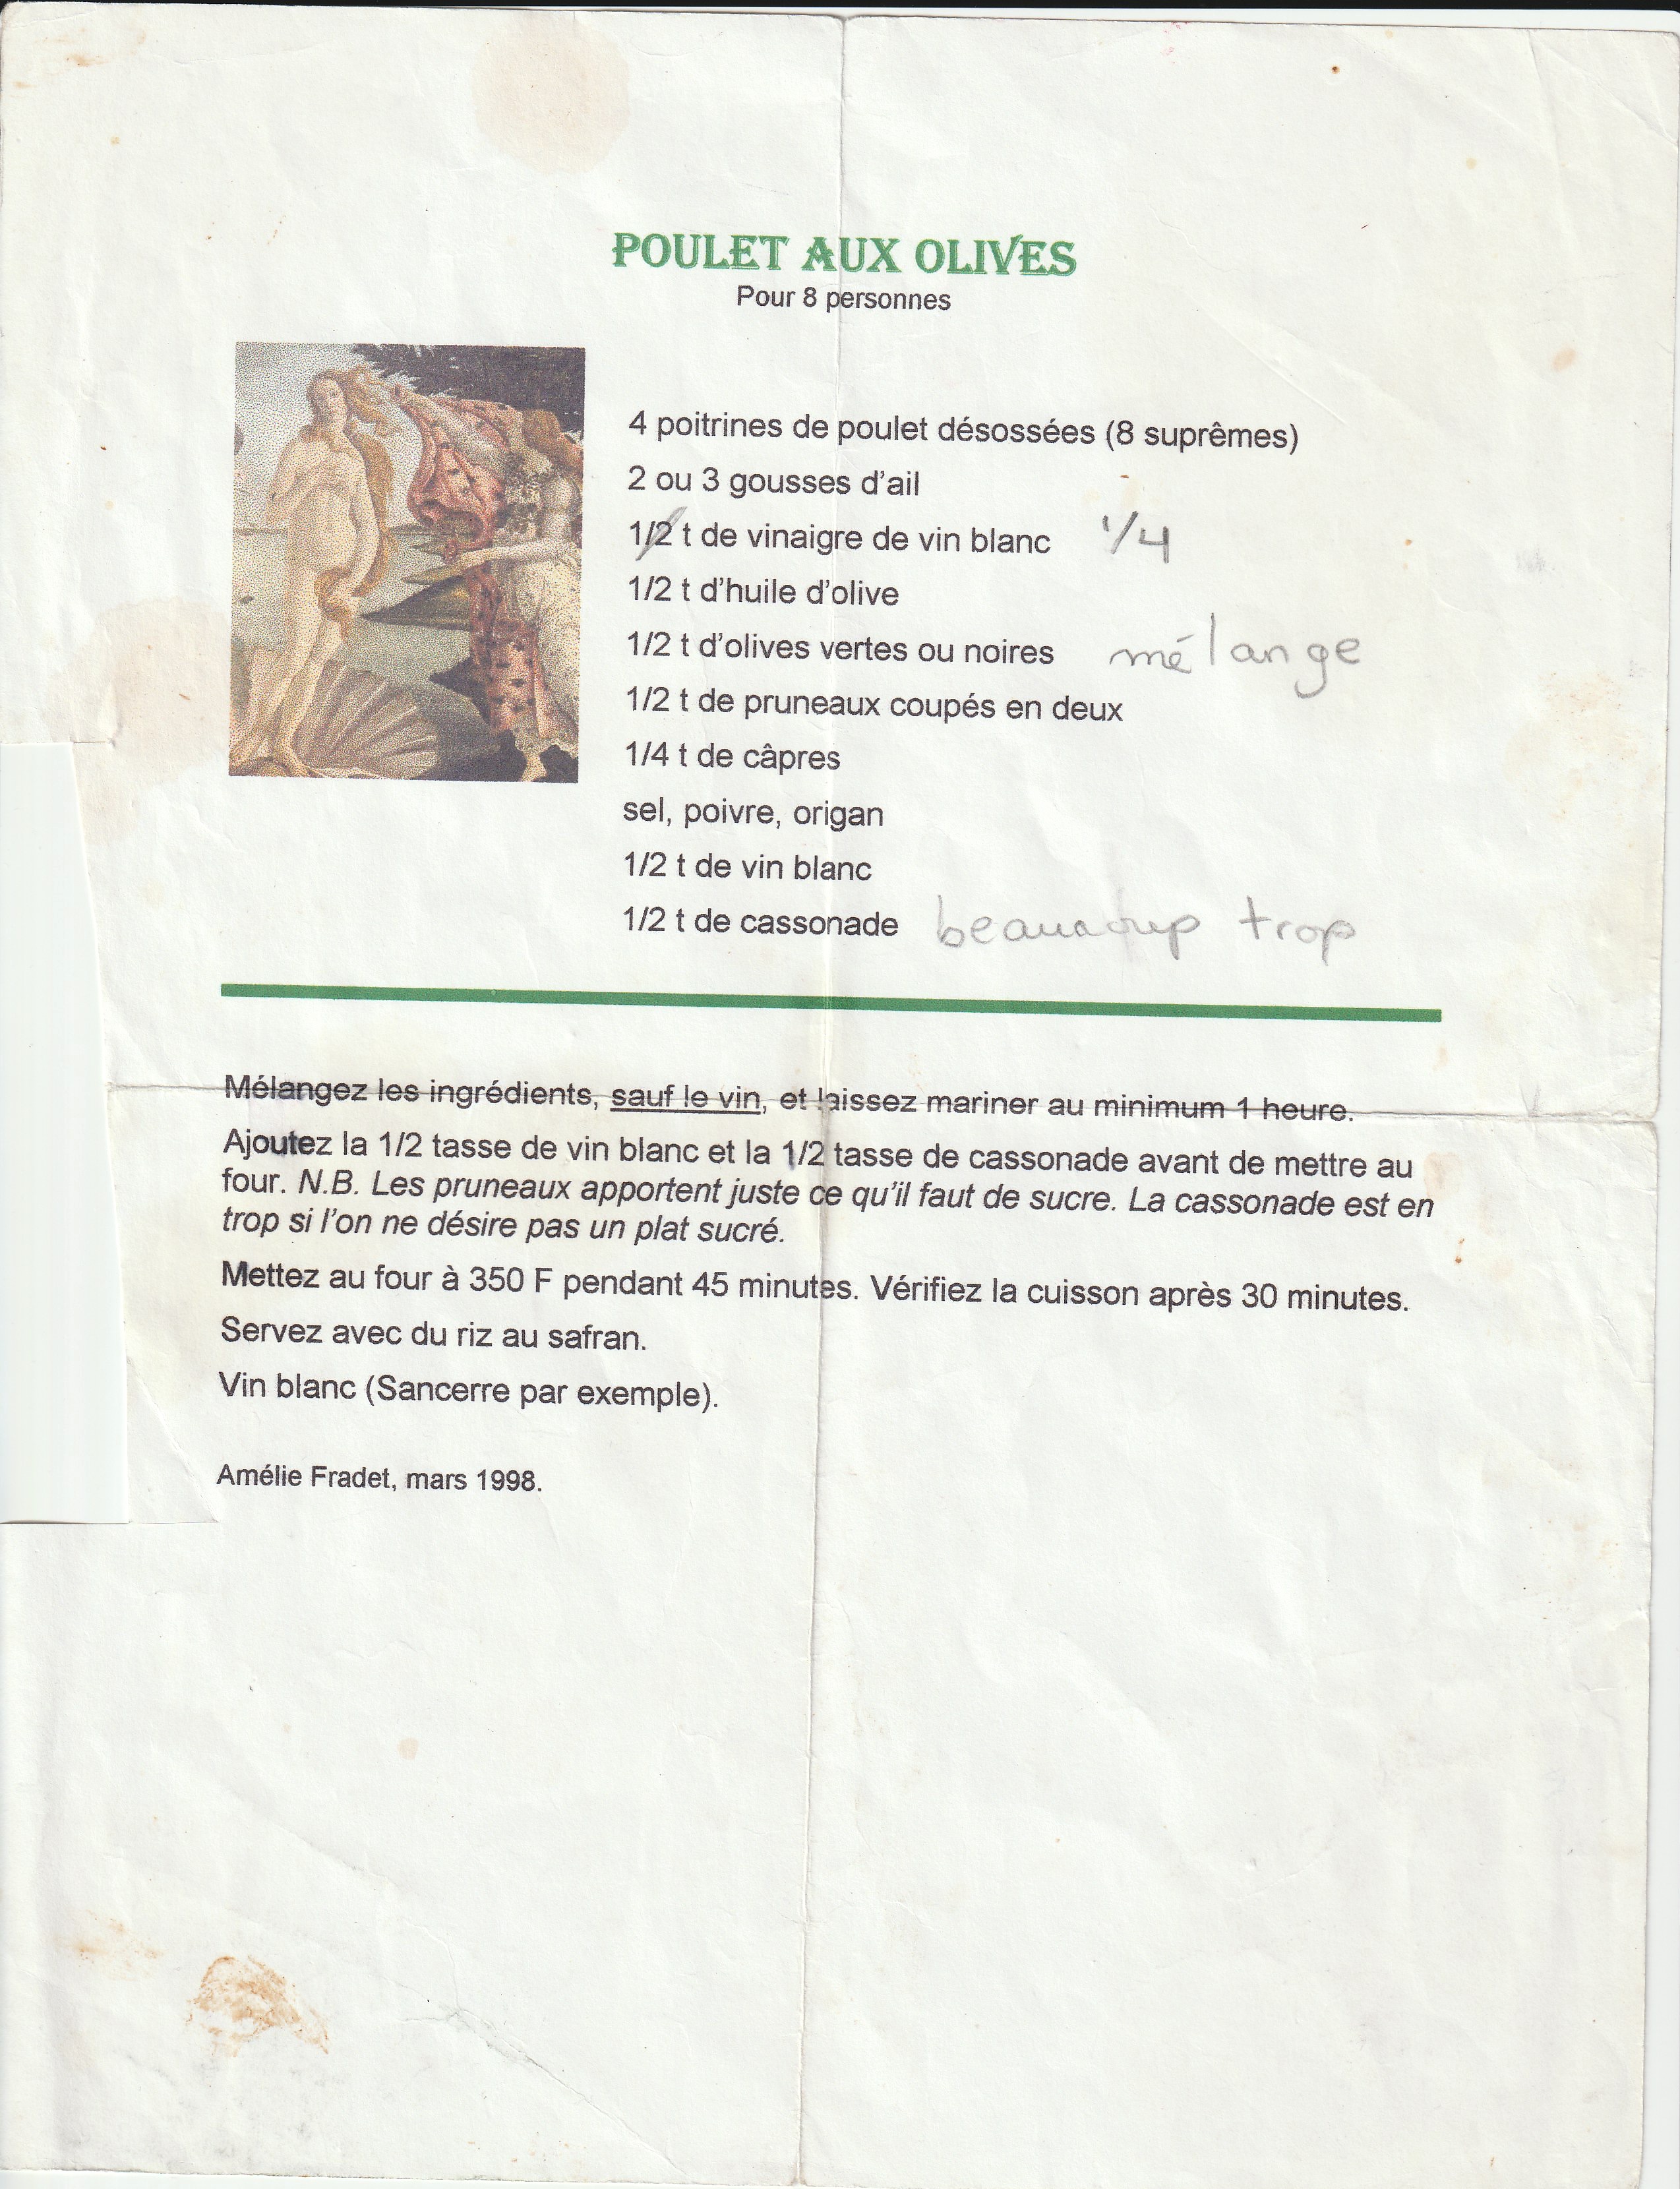 POULET AUX OLIVES
Pour 8 personnes
4 poitrines de poulet désossées (8 suprêmes)
2 ou 3 gousses d'ail
1/2 t de vinaigre de vin blanc 1/4
1/2 t d'huile d'olive
1/2 t d'olives vertes ou noires mélange
1/2 t de pruneaux coupés en deux
1/4 t de câpres
sel, poivre, origan
1/2 t de vin blanc
1/2 t de cassonade beaucoup trop
Mélangez les ingrédients, sauf le vin, et laissez mariner au minimum 1 heure.
Ajoutez la 1/2 tasse de vin blanc et la 1/2 tasse de cassonade avant de mettre au
four. N.B. Les pruneaux apportent juste ce qu'il faut de sucre. La cassonade est en
trop si l'on ne désire pas un plat sucré.
Mettez au four à 350 F pendant 45 minutes. Vérifiez la cuisson après 30 minutes.
Servez avec du riz au safran.
Vin blanc (Sancerre par exemple).
Amélie Fradet, mars 1998.